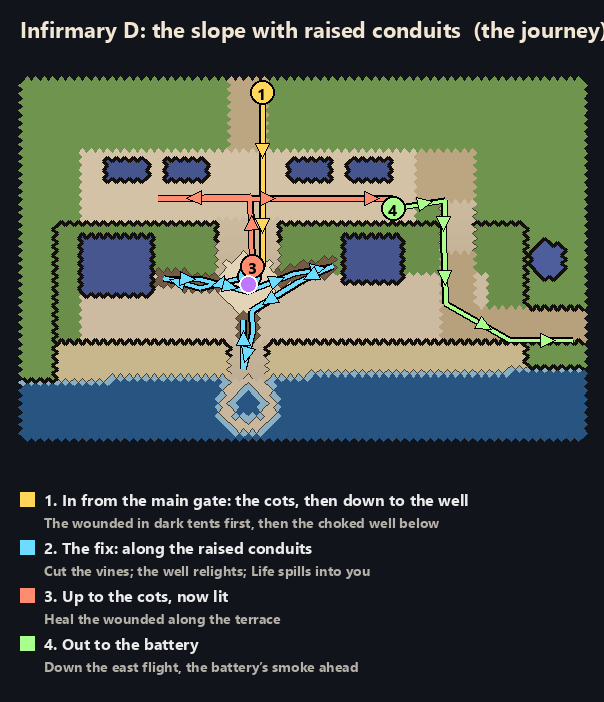 Infirmary D: the slope with raised conduits (the journey)
1
4
3
1. In from the main gate: the cots, then down to the well
The wounded in dark tents first, then the choked well below
2. The fix: along the raised conduits
Cut the vines; the well relights; Life spills into you
3. Up to the cots, now lit
Heal the wounded along the terrace
4. Out to the battery
Down the east flight, the battery's smoke ahead